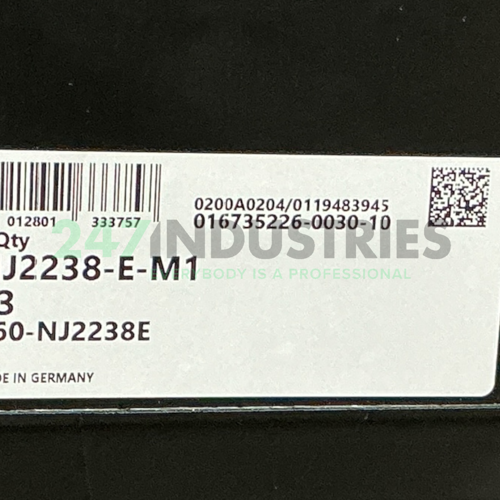 012801 333757
0200A0204/0119483945
016735226-0030-10
Qty
247INDUSTRIES
EVERYBODY IS A PROFESSIONAL
J2238-E-M1
3
50-NJ2238E
DE IN GERMANY